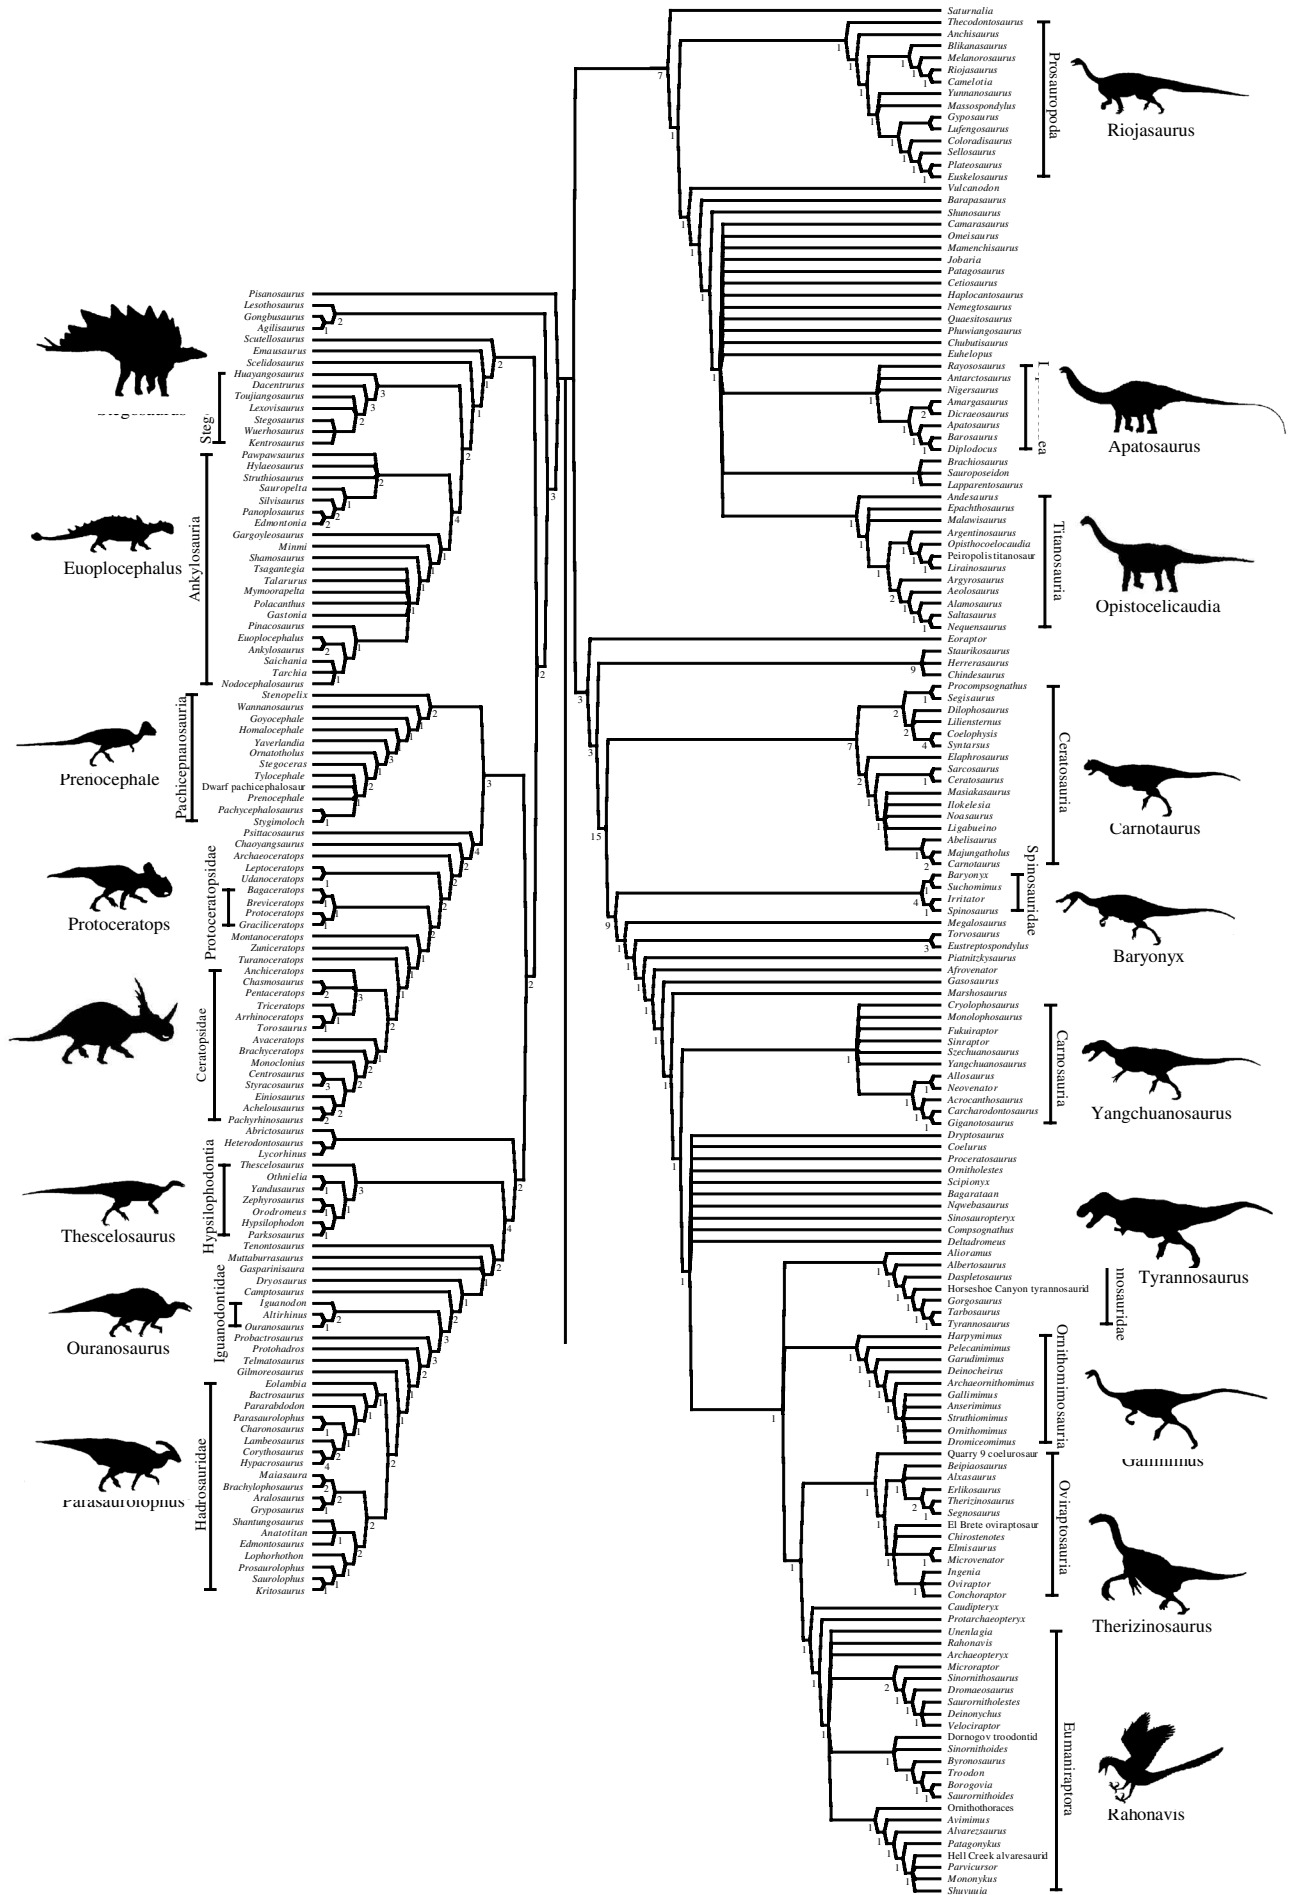 Pisanosaurus
Lesothosaurus
Gongbusaurus
Agilisaurus
Scutellosaurus
Emausaurus
Scelidosaurus
Huayangosaurus
Dacentrurus
Toujiangosaurus
Lexovisaurus
Stegosaurus
Wuerhosaurus
Kentrosaurus
Pawpawsaurus
Hylaeosaurus
Struthiosaurus
Sauropelta
Silvisaurus
Panoplosaurus
Edmontonia
Gargoyleosaurus
Minmi
Shamosaurus
Tsagantegia
Talarurus
Mymoorapelta
Polacanthus
Gastonia
Pinacosaurus
Euoplocephalus
Ankylosaurus
Saichania
Tarchia
Nodocephalosaurus
Stenopelix
Wannanosaurus
Goyocephale
Homalocephale
Yaverlandia
Ornatotholus
Stegoceras
Tylocephale
Dwarf pachicephalosaur
Prenocephale
Pachycephalosaurus
Stygimoloch
Psittacosaurus
Chaoyangsaurus
Archaeoceratops
Leptoceratops
Udanoceratops
Bagaceratops
Breviceratops
Protoceratops
Graciliceratops
Montanoceratops
Zuniceratops
Turanoceratops
Anchiceratops
Chasmosaurus
Pentaceratops
Triceratops
Arrhinoceratops
Torosaurus
Avaceratops
Brachyceratops
Monoclonius
Centrosaurus
Styracosaurus
Einiosaurus
Achelousaurus
Pachyrhinosaurus
Abrictosaurus
Heterodontosaurus
Lycorhinus
Thescelosaurus
Othnielia
Yandusaurus
Zephyrosaurus
Orodromeus
Hypsilophodon
Parksosaurus
Tenontosaurus
Muttaburrasaurus
Gasparinisaura
Dryosaurus
Camptosaurus
Iguanodon
Altirhinus
Ouranosaurus
Probactrosaurus
Protohadros
Telmatosaurus
Gilmoreosaurus
Eolambia
Bactrosaurus
Pararabdodon
Parasaurolophus
Charonosaurus
Lambeosaurus
Corythosaurus
Hypacrosaurus
Maiasaura
Brachylophosaurus
Aralosaurus
Gryposaurus
Shantungosaurus
Anatotitan
Edmontosaurus
Lophorhothon
Prosaurolophus
Saurolophus
Kritosaurus
Steg
Ankylosauria
Protoceratopsidae
Ceratopsidae
Hypsilophodontia
Iguanodontidae
Hadrosauridae
Euoplocephalus
Prenocephale
Protoceratops
Thescelosaurus
Ouranosaurus
Parasaurolophus
Saturnalia
Thecodontosaurus
Anchisaurus
Blikanasaurus
Melanorosaurus
Riojasaurus
Camelotia
Yunnanosaurus
Massospondylus
Gyposaurus
Lufengosaurus
Coloradisaurus
Sellosaurus
Plateosaurus
Euskelosaurus
Vulcanodon
Barapasaurus
Shunosaurus
Camarasaurus
Omeisaurus
Mamenchisaurus
Jobaria
Patagosaurus
Cetiosaurus
Haplocantosaurus
Nemegtosaurus
Quaesitosaurus
Phuwiangosaurus
Chubutisaurus
Euhelopus
Rayososaurus
Antarctosaurus
Nigersaurus
Amargasaurus
Dicraeosaurus
Apatosaurus
Barosaurus
Diplodocus
Brachiosaurus
Sauroposeidon
Lapparentosaurus
Andesaurus
Epachthosaurus
Malawisaurus
Argentinosaurus
Opisthocoelocaudia
Peiropolis titanosaur
Lirainosaurus
Argyrosaurus
Aeolosaurus
Alamosaurus
Saltasaurus
Nequensaurus
Eoraptor
Staurikosaurus
Herrerasaurus
Chindesaurus
Procompsognathus
Segisaurus
Dilophosaurus
Liliensternus
Coelophysis
Syntarsus
Elaphrosaurus
Sarcosaurus
Ceratosaurus
Masiakasaurus
Ilokelesia
Noasaurus
Ligabueino
Abelisaurus
Majungatholus
Carnotaurus
Baryonyx
Suchomimus
Irritator
Spinosaurus
Megalosaurus
Torvosaurus
Eustreptospondylus
Piatnitzkysaurus
Afrovenator
Gasosaurus
Marshosaurus
Cryolophosaurus
Monolophosaurus
Fukuiraptor
Sinraptor
Szechuanosaurus
Yangchuanosaurus
Allosaurus
Neovenator
Acrocanthosaurus
Carcharodontosaurus
Giganotosaurus
Dryptosaurus
Coelurus
Proceratosaurus
Ornitholestes
Scipionyx
Bagarataan
Nqwebasaurus
Sinosauropteryx
Compsognathus
Deltadromeus
Alioramus
Albertosaurus
Daspletosaurus
Horseshoe Canyon tyrannosaurid
Gorgosaurus
Tarbosaurus
Tyrannosaurus
Harpymimus
Pelecanimimus
Garudimimus
Deinocheirus
Archaeornithomimus
Gallimimus
Anserimimus
Struthiomimus
Ornithomimus
Dromiceomimus
Quarry 9 coelurosaur
Beipiaosaurus
Alxasaurus
Erlikosaurus
Therizinosaurus
Segnosaurus
El Brete oviraptosaur
Chirostenotes
Elmisaurus
Microvenator
Ingenia
Oviraptor
Conchoraptor
Caudipteryx
Protarchaeopteryx
Unenlagia
Rahonavis
Archaeopteryx
Microraptor
Sinornithosaurus
Dromaeosaurus
Saurornitholestes
Deinonychus
Velociraptor
Dornogov troodontid
Sinornithoides
Byronosaurus
Troodon
Borogovia
Saurornithoides
Ornithothoraces
Avimimus
Alvarezsaurus
Patagonykus
Hell Creek alvaresaurid
Parvicursor
Mononykus
Shuvuuia
Prosauropoda
Titanosauria
Ceratosauria
Spinosauridae
Carnosauria
nosauridae
Ornithomimosauria
Oviraptosauria
Eumaniraptora
Riojasaurus
Apatosaurus
Opistocelicaudia
Carnotaurus
Baryonyx
Yangchuanosaurus
Tyrannosaurus
Gallimimus
Therizinosaurus
Rahonavis